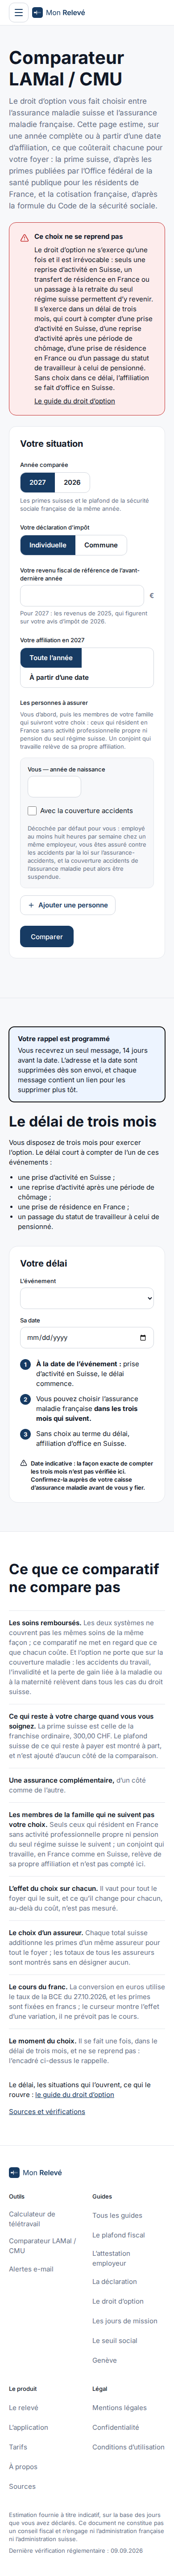 Mon Relevé
Comparateur
LAMal / CMU
Le droit d’option vous fait choisir entre
l’assurance maladie suisse et l’assurance
maladie française. Cette page estime, sur
une année complète ou à partir d’une date
d’affiliation, ce que coûterait chacune pour
votre foyer : la prime suisse, d’après les
primes publiées par l’Office fédéral de la
santé publique pour les résidents de
France, et la cotisation française, d’après
la formule du Code de la sécurité sociale.
Ce choix ne se reprend pas
Le droit d’option ne s’exerce qu’une
fois et il est irrévocable : seuls une
reprise d’activité en Suisse, un
transfert de résidence en France ou
un passage à la retraite du seul
régime suisse permettent d’y revenir.
Il s’exerce dans un délai de trois
mois, qui court à compter d’une prise
d’activité en Suisse, d’une reprise
d’activité après une période de
chômage, d’une prise de résidence
en France ou d’un passage du statut
de travailleur à celui de pensionné.
Sans choix dans ce délai, l’affiliation
se fait d’office en Suisse.
Le guide du droit d’option
Votre situation
Année comparée
2027 2026
Les primes suisses et le plafond de la sécurité
sociale française de la même année.
Votre déclaration d’impôt
Individuelle Commune
Votre revenu fiscal de référence de l’avant-
dernière année
€
Pour 2027 : les revenus de 2025, qui figurent
sur votre avis d’impôt de 2026.
Votre affiliation en 2027
Toute l’année
À partir d’une date
Les personnes à assurer
Vous d’abord, puis les membres de votre famille
qui suivront votre choix : ceux qui résident en
France sans activité professionnelle propre ni
pension du seul régime suisse. Un conjoint qui
travaille relève de sa propre affiliation.
Vous — année de naissance
Avec la couverture accidents
Décochée par défaut pour vous : employé
au moins huit heures par semaine chez un
même employeur, vous êtes assuré contre
les accidents par la loi sur l’assurance-
accidents, et la couverture accidents de
l’assurance maladie peut alors être
suspendue.
+ Ajouter une personne
Comparer
Votre rappel est programmé
Vous recevrez un seul message, 14 jours
avant la date. L’adresse et la date sont
supprimées dès son envoi, et chaque
message contient un lien pour les
supprimer plus tôt.
Le délai de trois mois
Vous disposez de trois mois pour exercer
l’option. Le délai court à compter de l’un de ces
événements :
• une prise d’activité en Suisse ;
• une reprise d’activité après une période de
chômage ;
• une prise de résidence en France ;
• un passage du statut de travailleur à celui de
pensionné.
Votre délai
L’événement
Sa date
mm/dd/yyyy
1 À la date de l’événement : prise
d’activité en Suisse, le délai
commence.
2 Vous pouvez choisir l’assurance
maladie française dans les trois
mois qui suivent.
3 Sans choix au terme du délai,
affiliation d’office en Suisse.
Date indicative : la façon exacte de compter
les trois mois n’est pas vérifiée ici.
Confirmez-la auprès de votre caisse
d’assurance maladie avant de vous y fier.
Ce que ce comparatif
ne compare pas
Les soins remboursés. Les deux systèmes ne
couvrent pas les mêmes soins de la même
façon ; ce comparatif ne met en regard que ce
que chacun coûte. Et l’option ne porte que sur la
couverture maladie : les accidents du travail,
l’invalidité et la perte de gain liée à la maladie ou
à la maternité relèvent dans tous les cas du droit
suisse.
Ce qui reste à votre charge quand vous vous
soignez. La prime suisse est celle de la
franchise ordinaire, 300,00 CHF. Le plafond
suisse de ce qui reste à payer est montré à part,
et n’est ajouté d’aucun côté de la comparaison.
Une assurance complémentaire, d’un côté
comme de l’autre.
Les membres de la famille qui ne suivent pas
votre choix. Seuls ceux qui résident en France
sans activité professionnelle propre ni pension
du seul régime suisse le suivent ; un conjoint qui
travaille, en France comme en Suisse, relève de
sa propre affiliation et n’est pas compté ici.
L’effet du choix sur chacun. Il vaut pour tout le
foyer qui le suit, et ce qu’il change pour chacun,
au-delà du coût, n’est pas mesuré.
Le choix d’un assureur. Chaque total suisse
additionne les primes d’un même assureur pour
tout le foyer ; les totaux de tous les assureurs
sont montrés sans en désigner aucun.
Le cours du franc. La conversion en euros utilise
le taux de la BCE du 27.10.2026, et les primes
sont fixées en francs ; le curseur montre l’effet
d’une variation, il ne prévoit pas le cours.
Le moment du choix. Il se fait une fois, dans le
délai de trois mois, et ne se reprend pas :
l’encadré ci-dessus le rappelle.
Le délai, les situations qui l’ouvrent, ce qui le
rouvre : le guide du droit d’option
Sources et vérifications
Mon Relevé
Outils
Calculateur de
télétravail
Comparateur LAMal /
CMU
Alertes e-mail
Guides
Tous les guides
Le plafond fiscal
L’attestation
employeur
La déclaration
Le droit d’option
Les jours de mission
Le seuil social
Genève
Le produit
Le relevé
L’application
Tarifs
À propos
Sources
Légal
Mentions légales
Confidentialité
Conditions d’utilisation
Estimation fournie à titre indicatif, sur la base des jours
que vous avez déclarés. Ce document ne constitue pas
un conseil fiscal et n’engage ni l’administration française
ni l’administration suisse.
Dernière vérification réglementaire : 09.09.2026